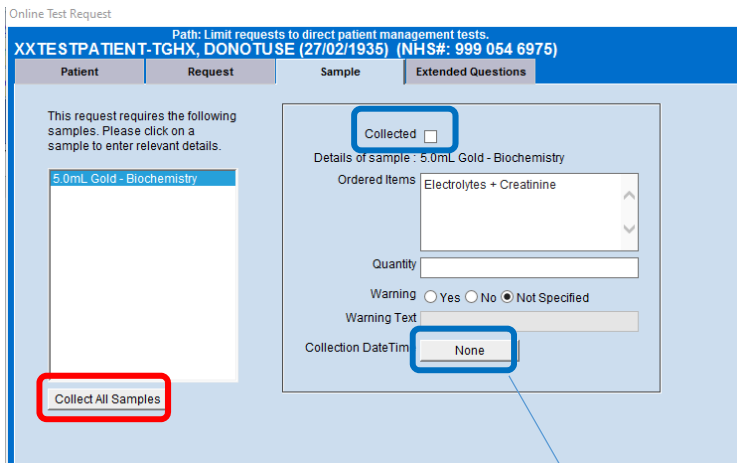 Online Test Request
Path: Limit requests to direct patient management tests.
XXTESTPATIENT-TGHX, DONOTUSE (27/02/1935) (NHS#: 999 054 6975)
Patient
Request
Sample
Extended Questions
This request requires the following
samples. Please click on a
sample to enter relevant details.
5.0mL Gold - Biochemistry
Collect All Samples
Collected
Details of sample : 5.0mL Gold - Biochemistry
Ordered Items
Electrolytes + Creatinine
Quantity
Warning
Yes
No
Not Specified
Warning Text
Collection DateTim
None